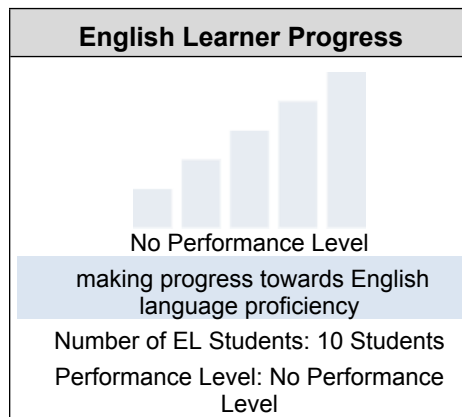 English Learner Progress
No Performance Level
making progress towards English
language proficiency
Number of EL Students: 10 Students
Performance Level: No Performance
Level